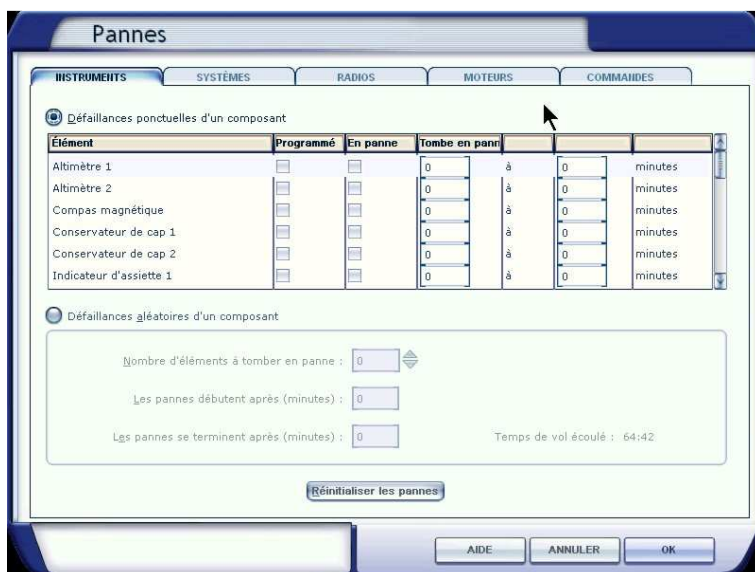 Pannes
INSTRUMENTS SYSTÈMES RADIOS MOTEURS COMMANDES
Défaillances ponctuelles d'un composant
Élément Programmé En panne Tombe en pann
Altimètre 1 0 à 0 minutes
Altimètre 2 0 à 0 minutes
Compas magnétique 0 à 0 minutes
Conservateur de cap 1 0 à 0 minutes
Conservateur de cap 2 0 à 0 minutes
Indicateur d'assiette 1 0 à 0 minutes
Défaillances aléatoires d'un composant
Nombre d'éléments à tomber en panne : 0
Les pannes débutent après (minutes) : 0
Les pannes se terminent après (minutes) : 0 Temps de vol écoulé : 64:42
Réinitialiser les pannes
AIDE ANNULER OK